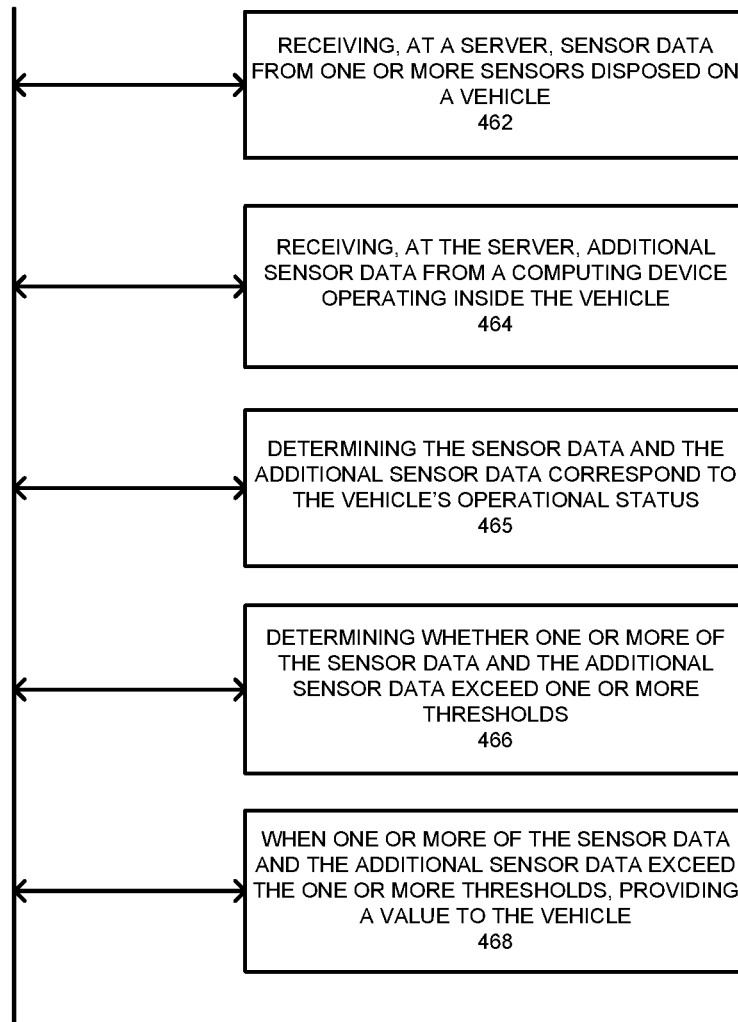 RECEIVING, AT A SERVER, SENSOR DATA
FROM ONE OR MORE SENSORS DISPOSED ON
A VEHICLE
462
RECEIVING, AT THE SERVER, ADDITIONAL
SENSOR DATA FROM A COMPUTING DEVICE
OPERATING INSIDE THE VEHICLE
464
DETERMINING THE SENSOR DATA AND THE
ADDITIONAL SENSOR DATA CORRESPOND TO
THE VEHICLE'S OPERATIONAL STATUS
465
DETERMINING WHETHER ONE OR MORE OF
THE SENSOR DATA AND THE ADDITIONAL
SENSOR DATA EXCEED ONE OR MORE
THRESHOLDS
466
WHEN ONE OR MORE OF THE SENSOR DATA
AND THE ADDITIONAL SENSOR DATA EXCEED
THE ONE OR MORE THRESHOLDS, PROVIDING
A VALUE TO THE VEHICLE
468